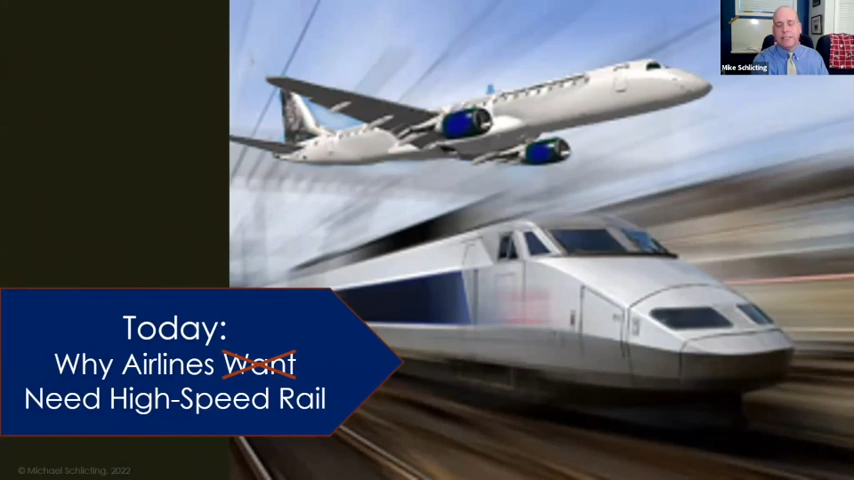 Mike Schlicting
Today:
Why Airlines Want
Need High-Speed Rail
© Michael Schlicting, 2022